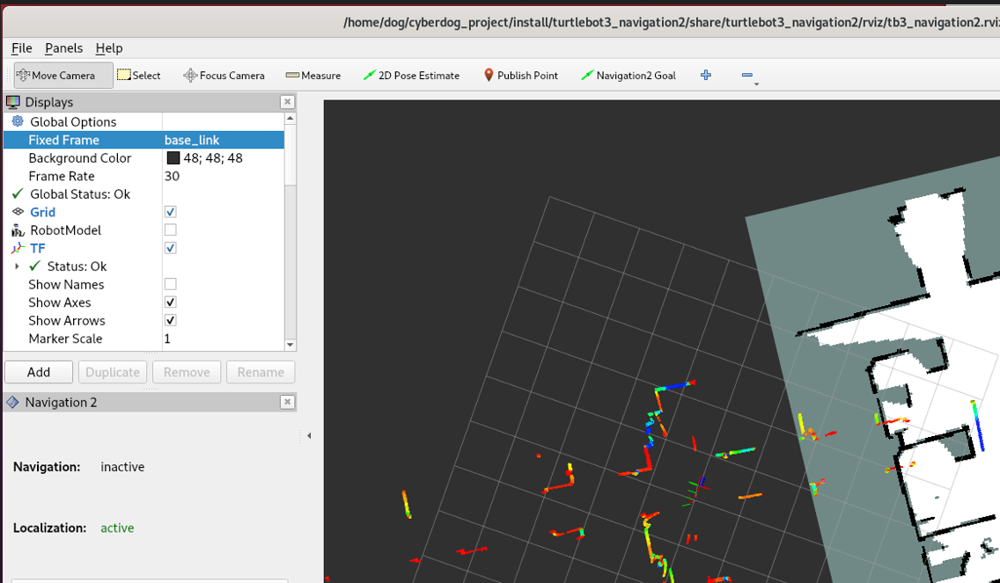 /home/dog/cyberdog_project/install/turtlebot3_navigation2/share/turtlebot3_navigation2/rviz/tb3_navigation2.rviz
File Panels Help
Move Camera Select Focus Camera Measure 2D Pose Estimate Publish Point Navigation2 Goal
Displays
Global Options
Fixed Frame base_link
Background Color 48; 48; 48
Frame Rate 30
Global Status: Ok
Grid
RobotModel
TF
Status: Ok
Show Names
Show Axes
Show Arrows
Marker Scale 1
Add Duplicate Remove Rename
Navigation 2
Navigation: inactive
Localization: active